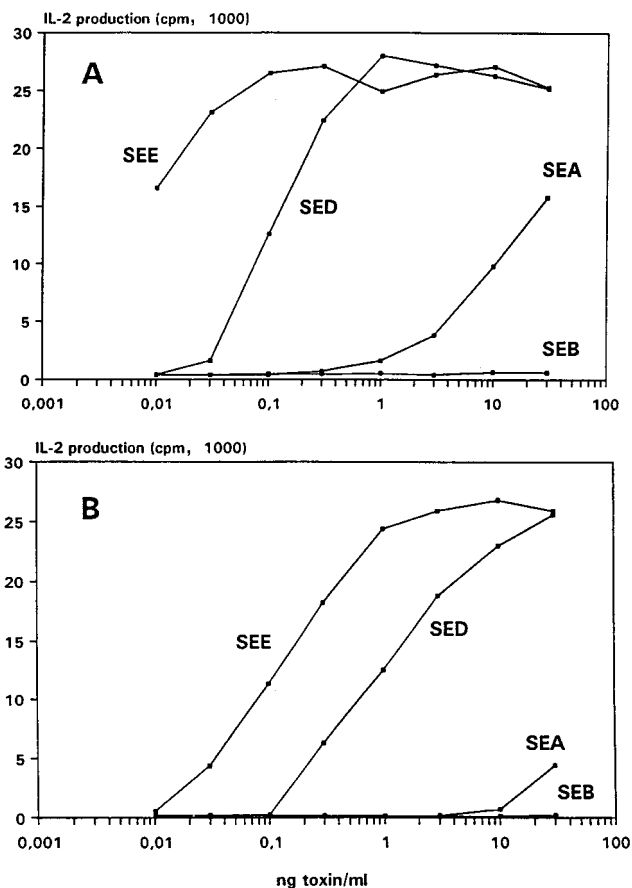 IL-2 production (cpm, 1000)
30
A
25
20
SEE
SEA
15
SED
10
5
SEB
0
0,001 0,01 0,1 1 10 100
IL-2 production (cpm, 1000)
30
B
25
20
SEE
SED
15
10
SEA
5
SEB
0
0,001 0,01 0,1 1 10 100
ng toxin/ml